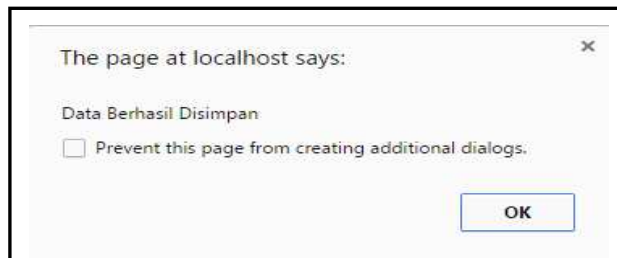 The page at localhost says:
Data Berhasil Disimpan
Prevent this page from creating additional dialogs.
OK